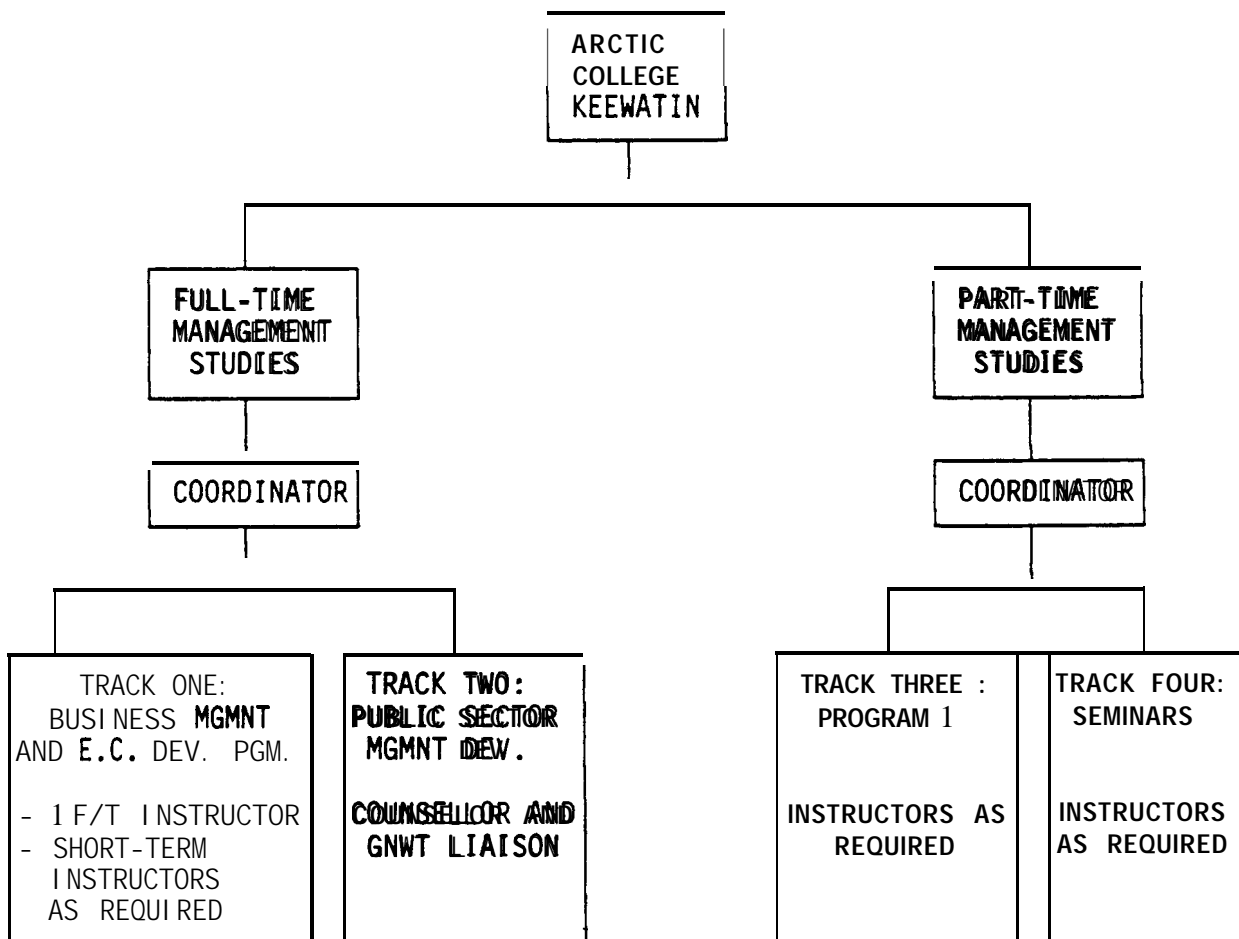 ARCTIC
COLLEGE
KEEWATIN
FULL-TIME
MANAGEMENT
STUDIES
PART-TIME
MANAGEMENT
STUDIES
COORDINATOR
COORDINATOR
TRACK ONE:
BUSINESS MGMNT
AND E.C. DEV. PGM.
- 1 F/T INSTRUCTOR
- SHORT-TERM
INSTRUCTORS
AS REQUIRED
TRACK TWO:
PUBLIC SECTOR
MGMNT DEV.
COUNSELLOR AND
GNWT LIAISON
TRACK THREE :
PROGRAM 1
INSTRUCTORS AS
REQUIRED
TRACK FOUR:
SEMINARS
INSTRUCTORS
AS REQUIRED